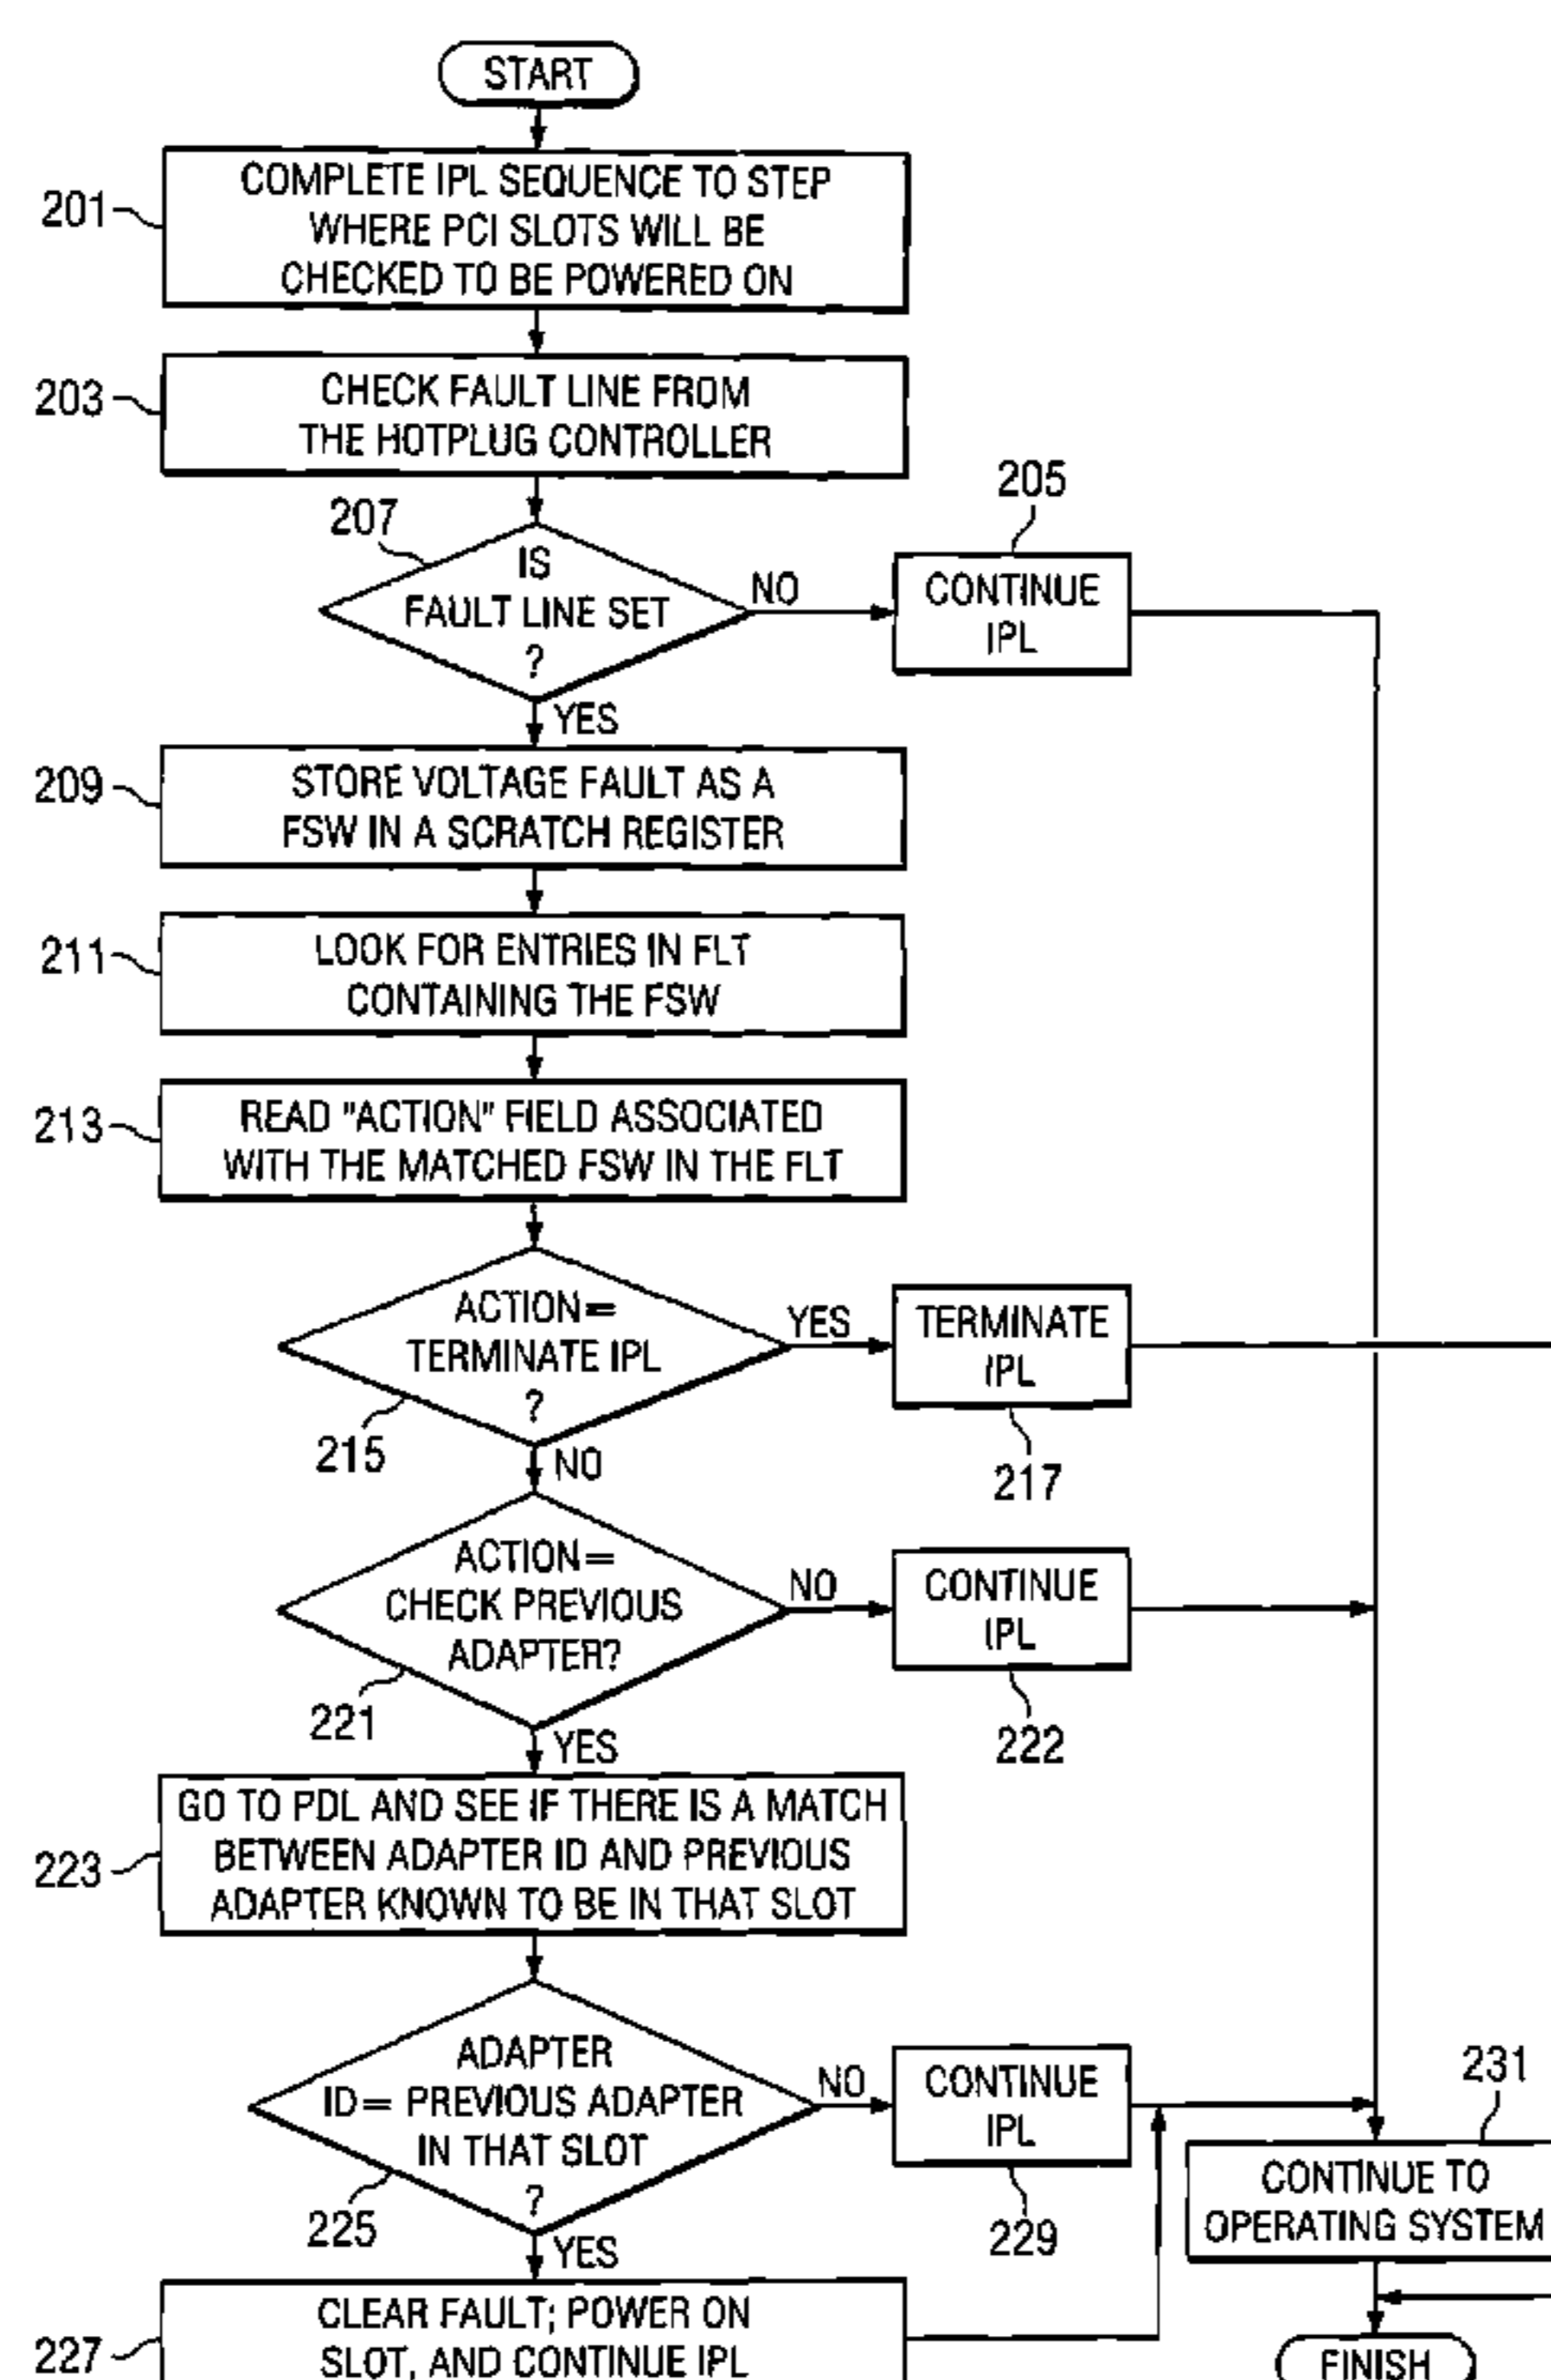 START
201
COMPLETE IPL SEQUENCE TO STEP
WHERE PCI SLOTS WILL BE
CHECKED TO BE POWERED ON
203
CHECK FAULT LINE FROM
THE HOTPLUG CONTROLLER
207
IS
FAULT LINE SET
?
NO
205
CONTINUE
IPL
YES
209
STORE VOLTAGE FAULT AS A
FSW IN A SCRATCH REGISTER
211
LOOK FOR ENTRIES IN FLT
CONTAINING THE FSW
213
READ "ACTION" FIELD ASSOCIATED
WITH THE MATCHED FSW IN THE FLT
ACTION=
TERMINATE IPL
?
215
YES
TERMINATE
IPL
217
NO
ACTION=
CHECK PREVIOUS
ADAPTER?
221
NO
CONTINUE
IPL
222
YES
223
GO TO PDL AND SEE IF THERE IS A MATCH
BETWEEN ADAPTER ID AND PREVIOUS
ADAPTER KNOWN TO BE IN THAT SLOT
ADAPTER
ID= PREVIOUS ADAPTER
IN THAT SLOT
?
225
NO
CONTINUE
IPL
229
231
CONTINUE TO
OPERATING SYSTEM
YES
227
CLEAR FAULT; POWER ON
SLOT, AND CONTINUE IPL
FINISH